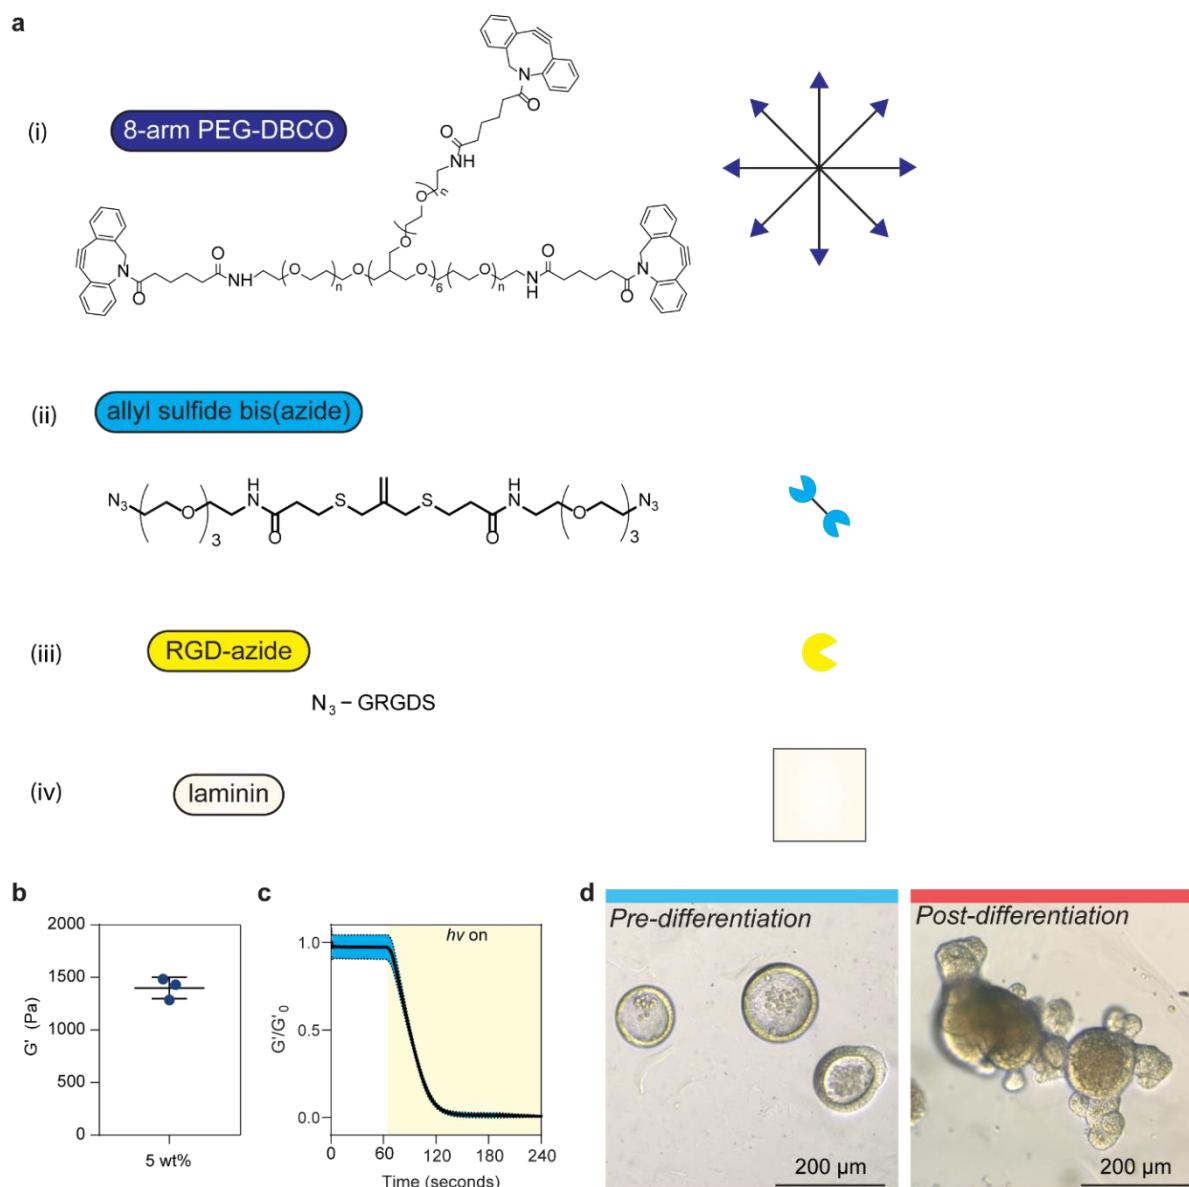 a
(i)
8-arm PEG-DBCO
N
O
O
NH
O
n
O
N
O
O
N
H
O
n
O
O
6
O
n
N
H
O
O
N
(ii)
allyl sulfide bis(azide)
N3
O
3
H
N
O
S
S
O
H
N
O
3
N3
(iii)
RGD-azide
N3 – GRGDS
(iv)
laminin
b
2000
1500
1000
500
0
G' (Pa)
5 wt%
c
hv on
1.0
0.5
0.0
G'/G'0
0 60 120 180 240
Time (seconds)
d
Pre-differentiation
200 μm
Post-differentiation
200 μm